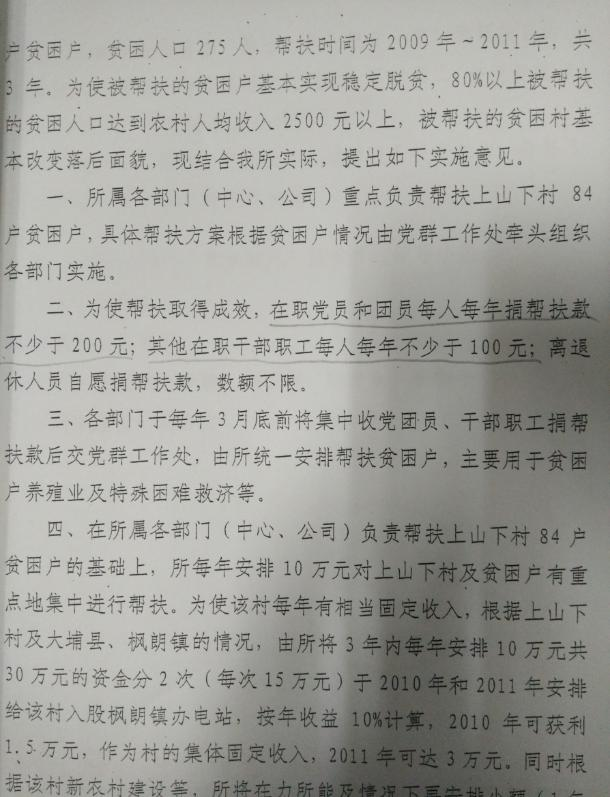 户贫困户，贫困人口 275 人，帮扶时间为 2009 年～2011 年，共
3 年。为使被帮扶的贫困户基本实现稳定脱贫，80%以上被帮扶
的贫困人口达到农村人均收入 2500 元以上，被帮扶的贫困村基
本改变落后面貌，现结合我所实际，提出如下实施意见。
一、所属各部门（中心、公司）重点负责帮扶上山下村 84
户贫困户，具体帮扶方案根据贫困户情况由党群工作处牵头组织
各部门实施。
二、为使帮扶取得成效，在职党员和团员每人每年捐帮扶款
不少于 200 元；其他在职干部职工每人每年不少于 100 元；离退
休人员自愿捐帮扶款，数额不限。
三、各部门于每年 3 月底前将集中收党团员、干部职工捐帮
扶款后交党群工作处，由所统一安排帮扶贫困户，主要用于贫困
户养殖业及特殊困难救济等。
四、在所属各部门（中心、公司）负责帮扶上山下村 84 户
贫困户的基础上，所每年安排 10 万元对上山下村及贫困户有重
点地集中进行帮扶。为使该村每年有相当固定收入，根据上山下
村及大埔县、枫朗镇的情况，由所将 3 年内每年安排 10 万元共
30 万元的资金分 2 次（每次 15 万元）于 2010 年和 2011 年安排
给该村入股枫朗镇办电站，按年收益 10%计算，2010 年可获利
1.5 万元，作为村的集体固定收入，2011 年可达 3 万元。同时根
据该村新农村建设等，所将在力所能及情况下再安排小额（1 年